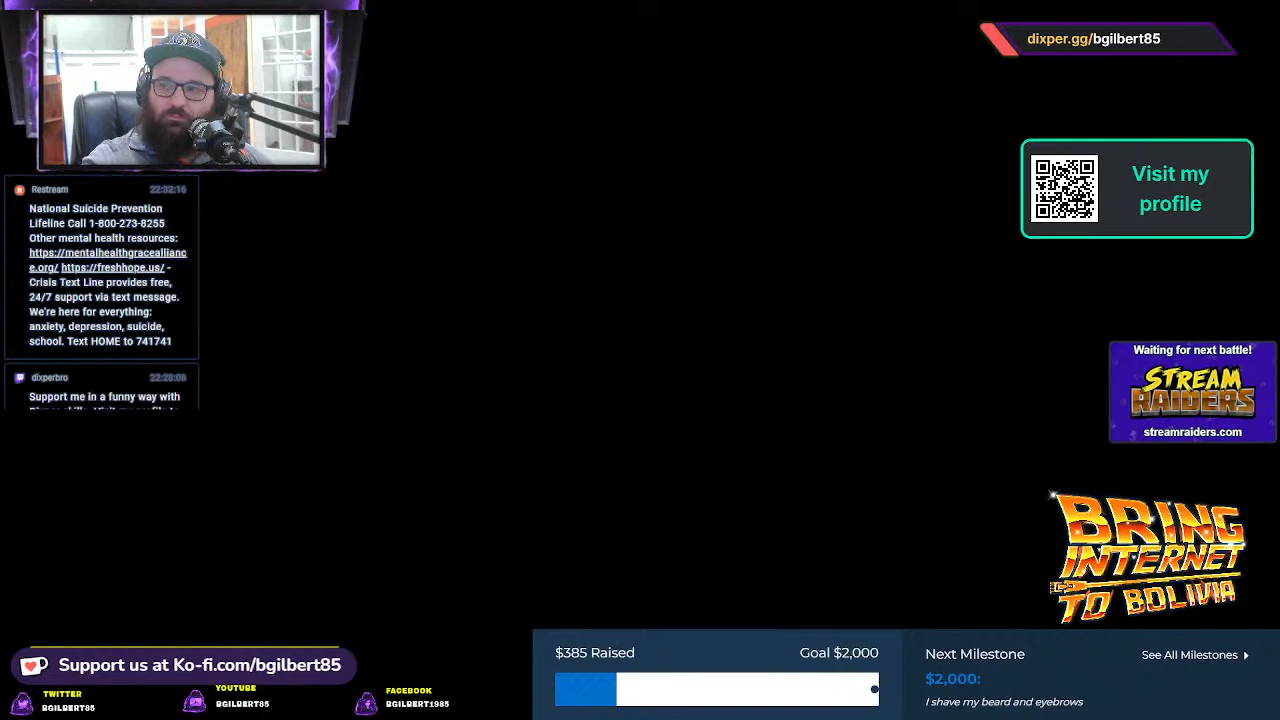 dixper.gg/bgilbert85
Visit my
profile
Restream 22:32:16
National Suicide Prevention
Lifeline Call 1-800-273-8255
Other mental health resources:
https://mentalhealthgracealliance
e.org/ https://freshhope.us/ -
Crisis Text Line provides free,
24/7 support via text message.
We're here for everything:
anxiety, depression, suicide,
school. Text HOME to 741741
dixperbro 22:28:06
Support me in a funny way with
Waiting for next battle!
STREAM
RAIDERS
streamraiders.com
BRING
INTERNET
TO BOLIVIA
$385 Raised Goal $2,000
Next Milestone See All Milestones
$2,000:
I shave my beard and eyebrows
Support us at Ko-fi.com/bgilbert85
TWITTER
BGILBERT85
YOUTUBE
BGILBERT85
FACEBOOK
BGILBERT1985